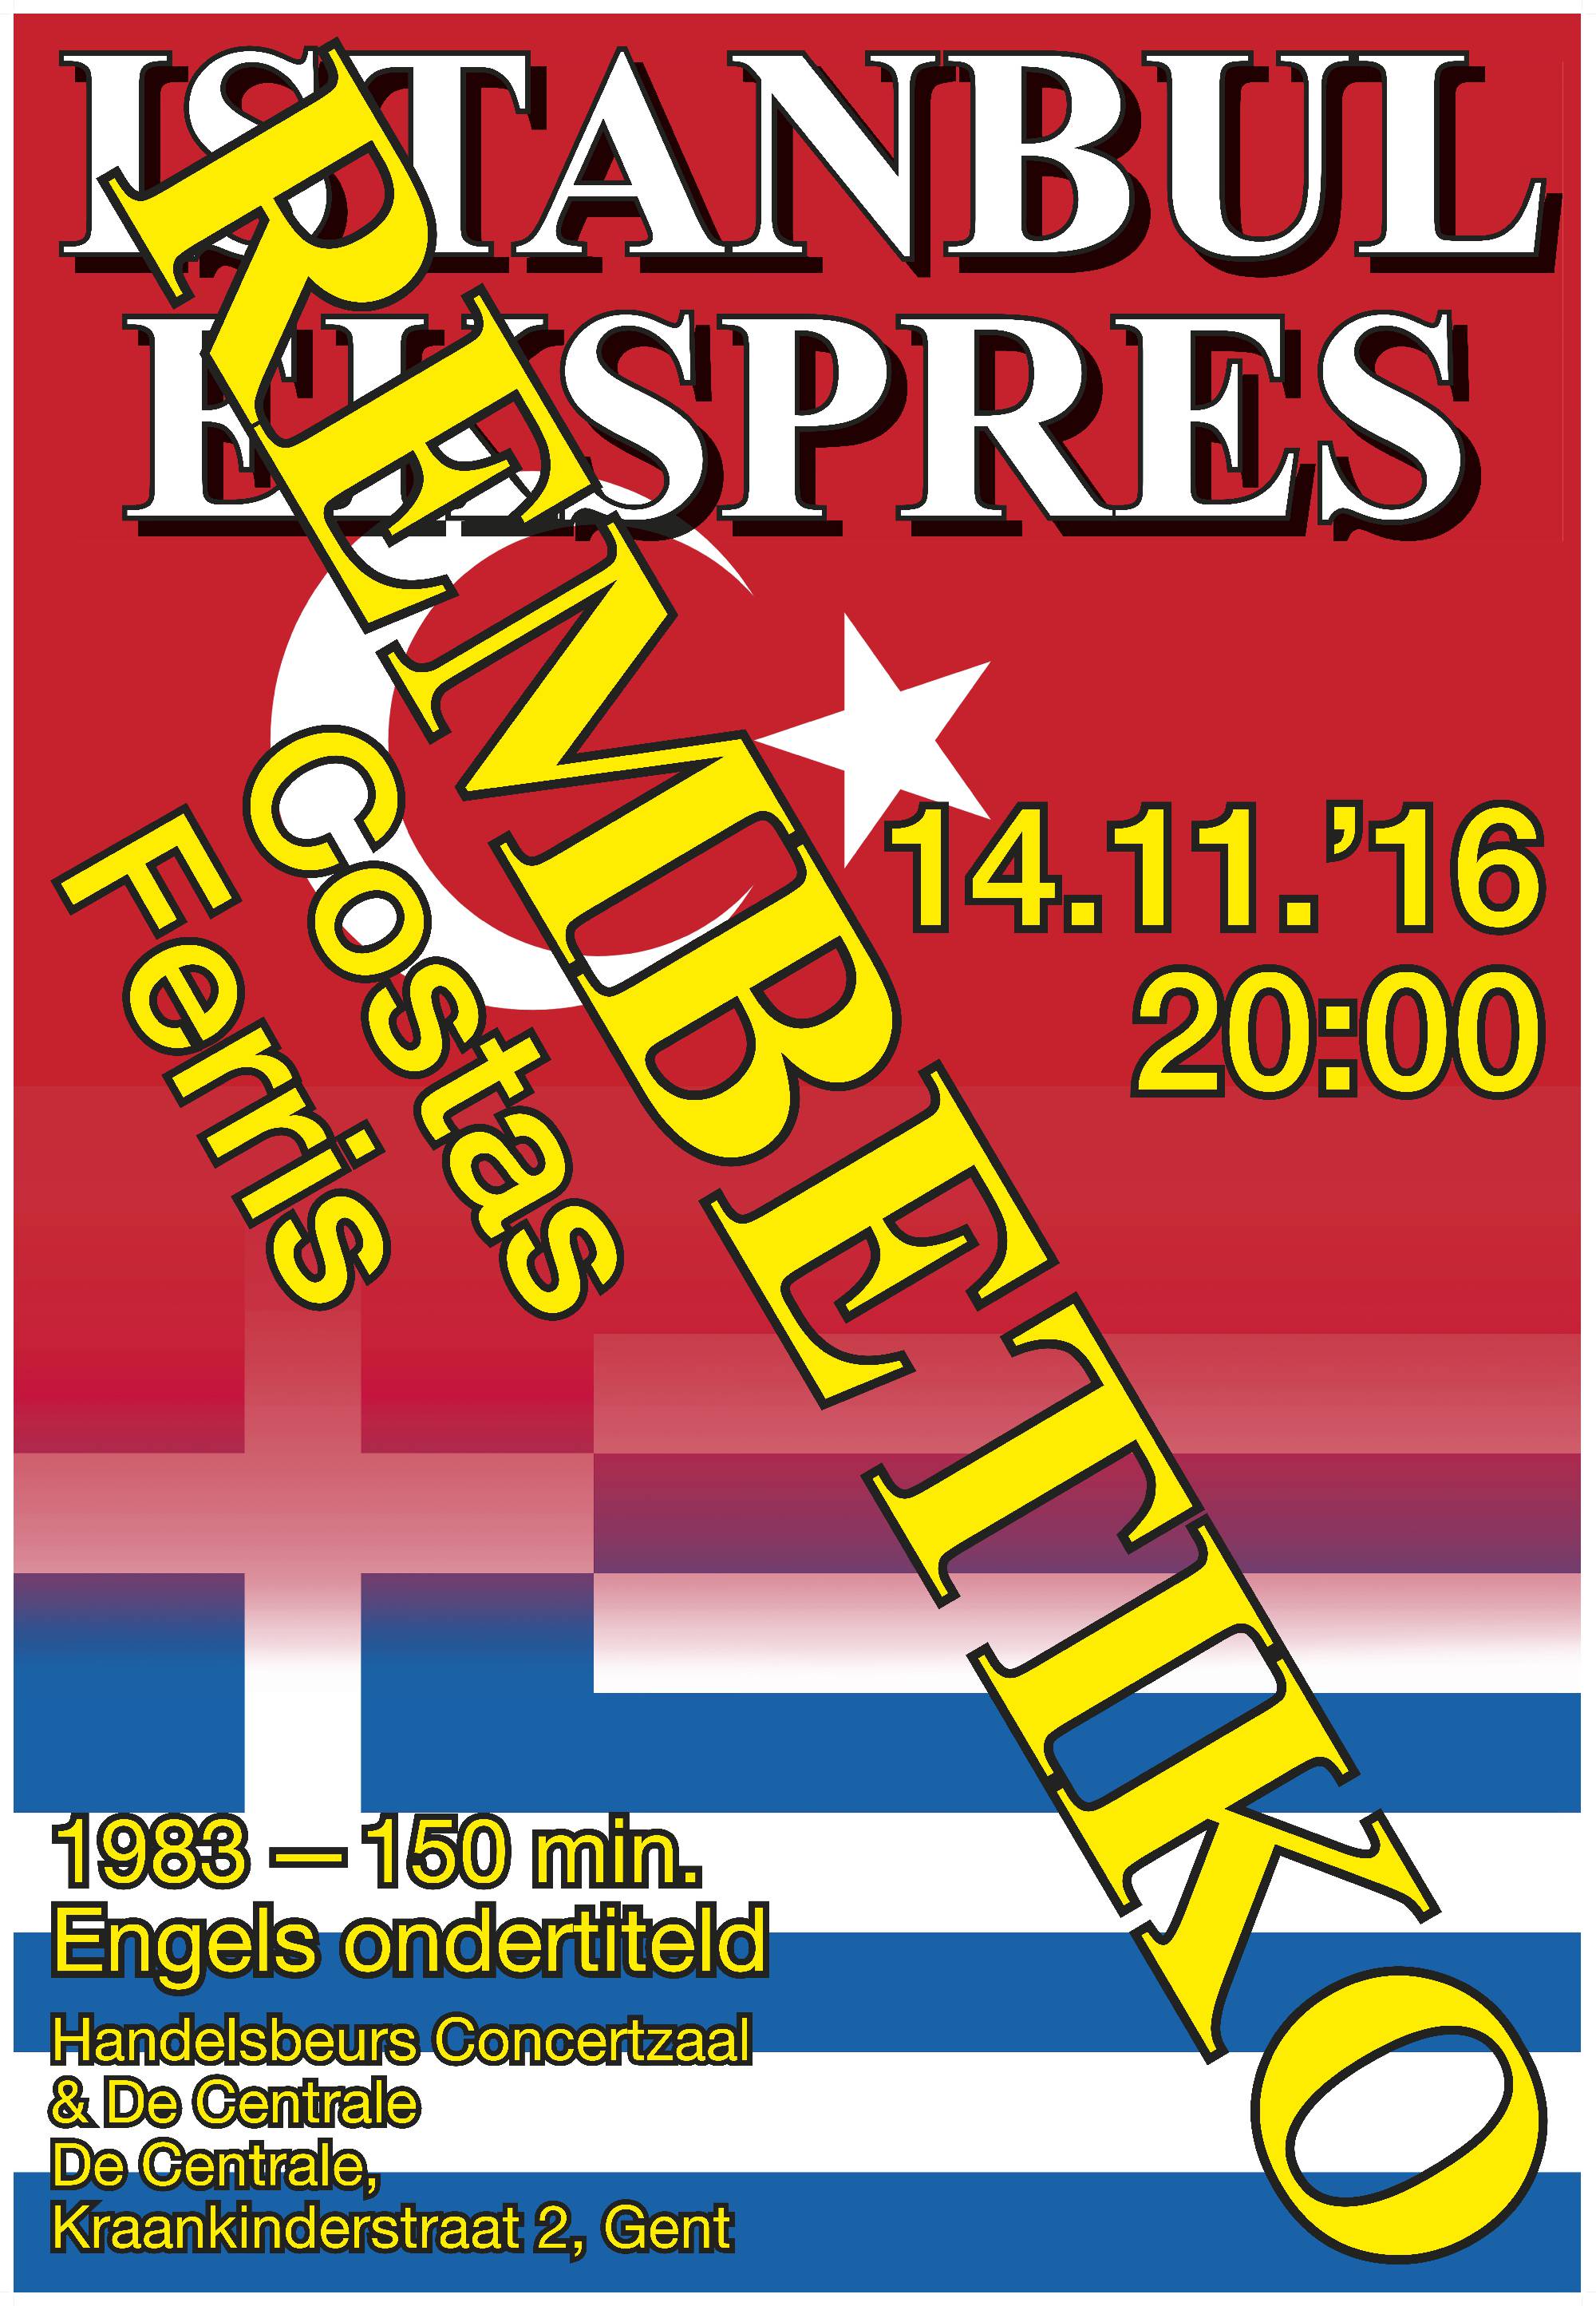 ISTANBUL
EKSPRES
REMBETIKO
Costas
Ferris
14.11.’16
20:00
1983 — 150 min.
Engels ondertiteld
Handelsbeurs Concertzaal
& De Centrale
De Centrale,
Kraankinderstraat 2, Gent